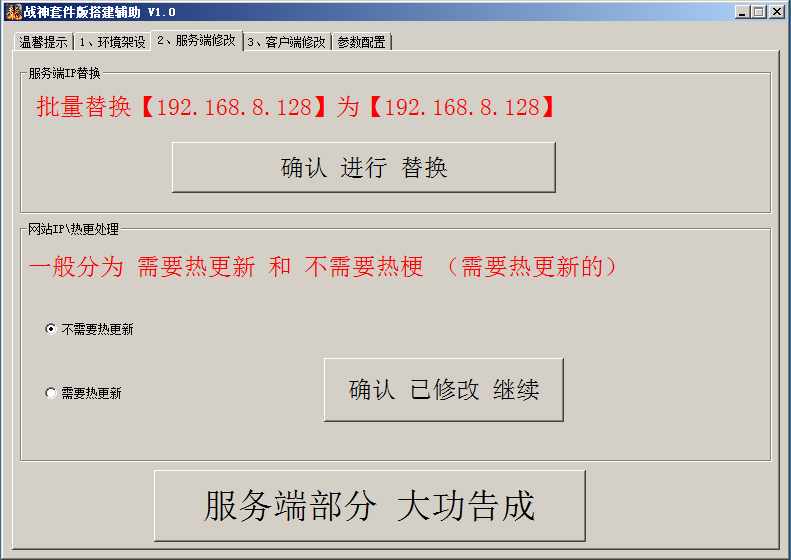 战神套件版搭建辅助 V1.0
温馨提示 1、环境架设 2、服务端修改 3、客户端修改 参数配置
服务端IP替换
批量替换【192.168.8.128】为【192.168.8.128】
确认 进行 替换
网站IP\热更处理
一般分为 需要热更新 和 不需要热梗 （需要热更新的）
不需要热更新
需要热更新
确认 已修改 继续
服务端部分 大功告成